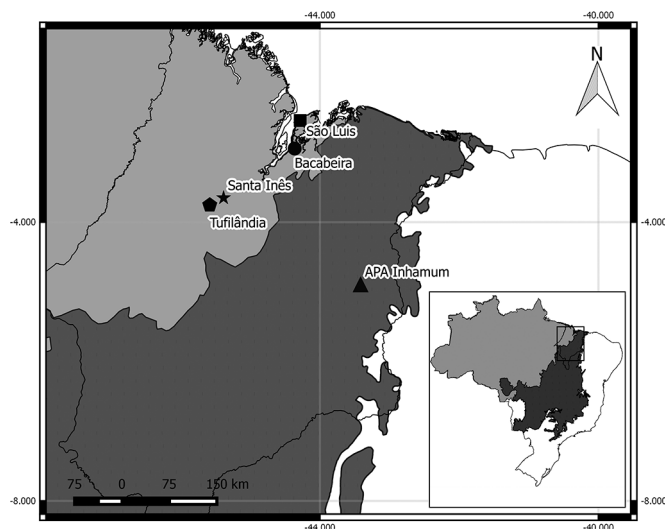 -44.000
-40.000
N
São Luis
Bacabeira
Santa Inês
Tufilândia
-4.000
-4.000
APA Inhamum
75 0 75 150 km
-8.000
-8.000
-44.000
-40.000